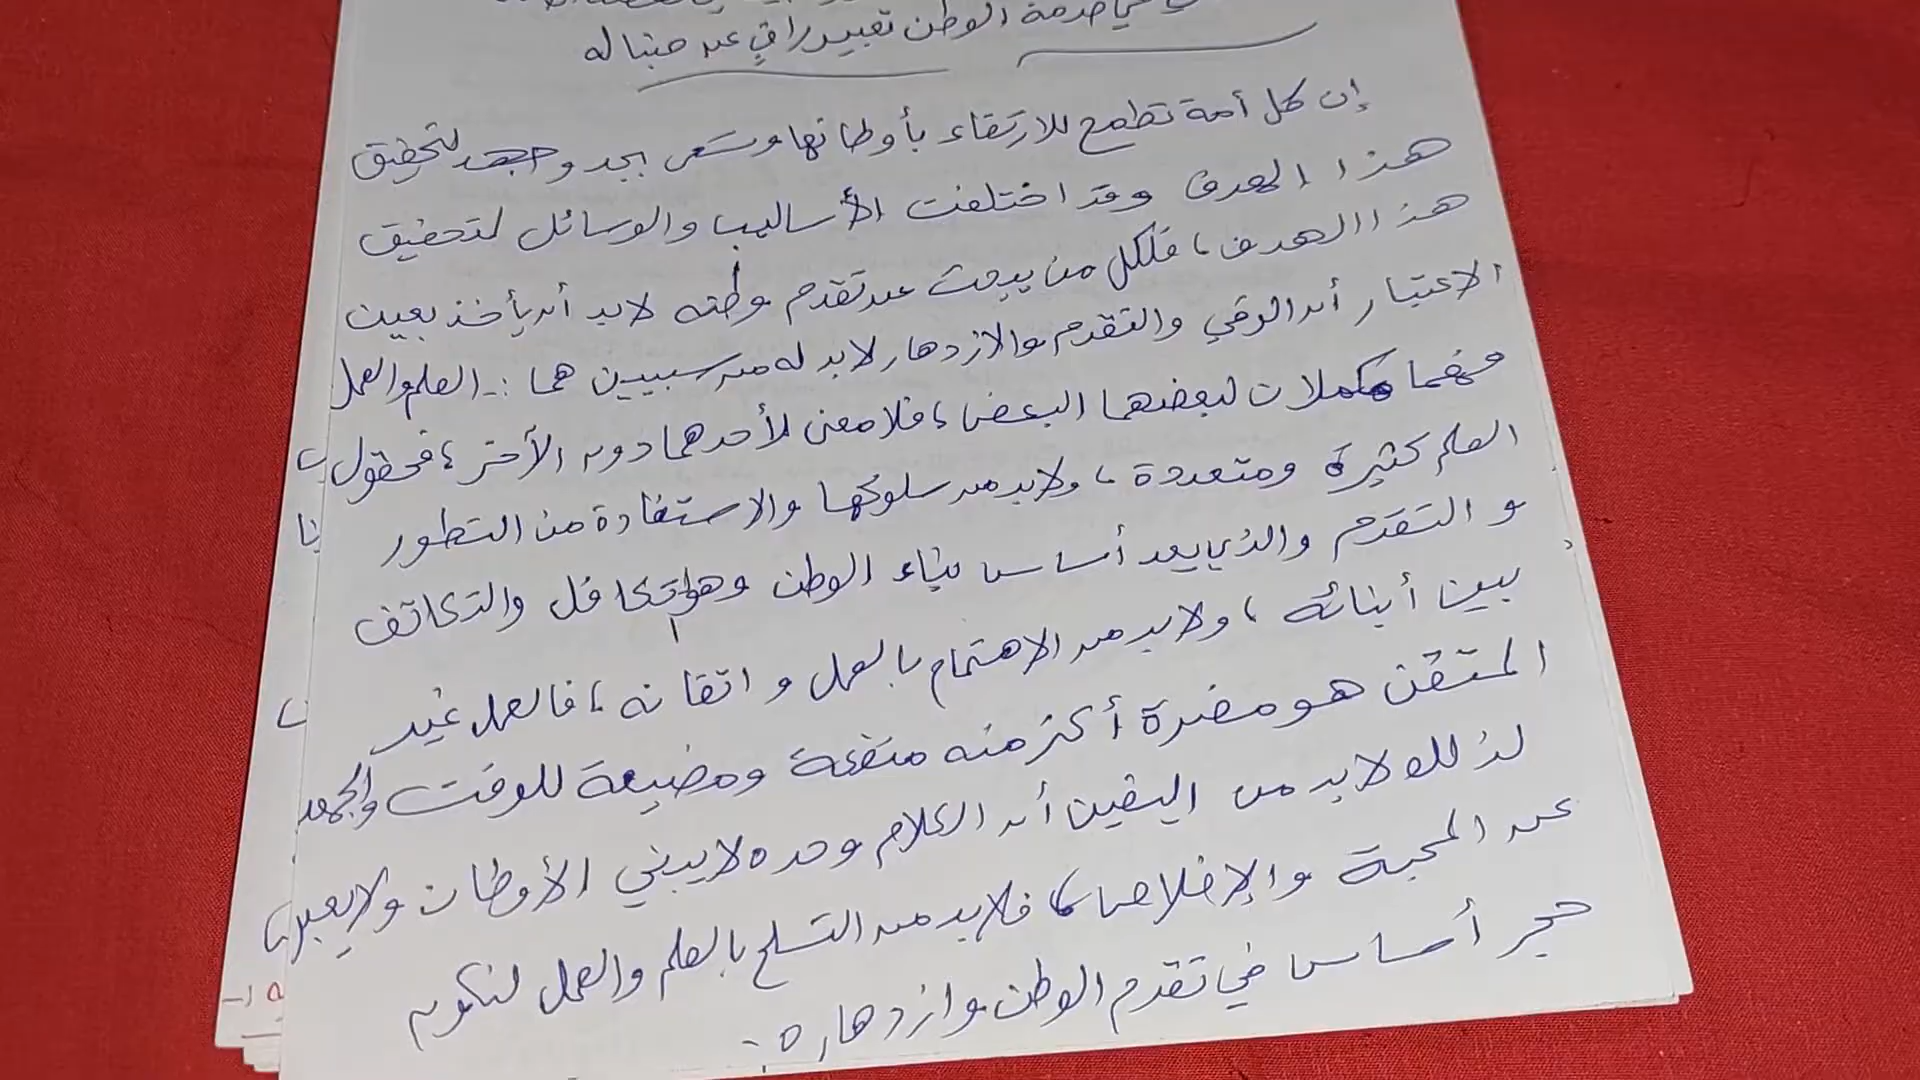 في خدمة الوطن تعبير راقٍ عن حبنا له
إن كل أمة تطمح للارتقاء بأوطانها وتسعى بجد وجهد لتحقيق
هذا الهدف وقد اختلفت الأساليب والوسائل لتحقيق
هذا الهدف، فلكل من يبحث عن تقدم وطنه لابد أن يأخذ بعين
الاعتبار أن الرقي والتقدم والازدهار لابد له من سببين هما :- العلم والعمل
فهما مكملان لبعضهما البعض، فلا معنى لأحدهما دون الآخر، فحقول
العلم كثيرة ومتعددة، ولابد من سلوكها والاستفادة من التطور
و التقدم والذي يعد أساس بناء الوطن وهو تكافل والتكاتف
بين أبنائه، ولابد من الاهتمام بالعمل و اتقانه، فالعمل غير
المتقن هو مضرة أكثر منه منفعة ومضيعة للوقت والجهد
لذلك لابد من اليقين أن الكلام وحده لا يبني الأوطان ولا يعبر
عن المحبة والإخلاص، فلابد من التسلح بالعلم والعمل لنكون
حجر أساس في تقدم الوطن وازدهاره.